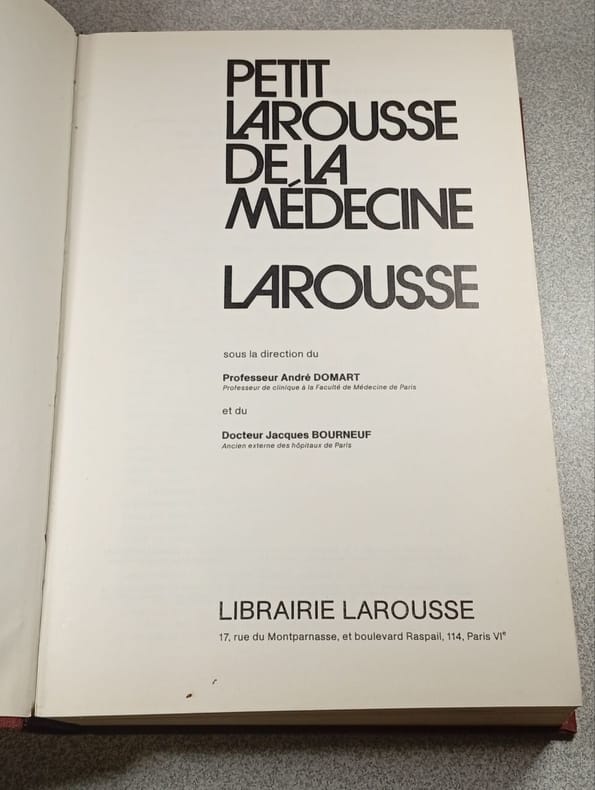 PETIT
LAROUSSE
DE LA
MÉDECINE
LAROUSSE
sous la direction du
Professeur André DOMART
Professeur de clinique à la Faculté de Médecine de Paris
et du
Docteur Jacques BOURNEUF
Ancien externe des hôpitaux de Paris
LIBRAIRIE LAROUSSE
17, rue du Montparnasse, et boulevard Raspail, 114, Paris VIᵉ